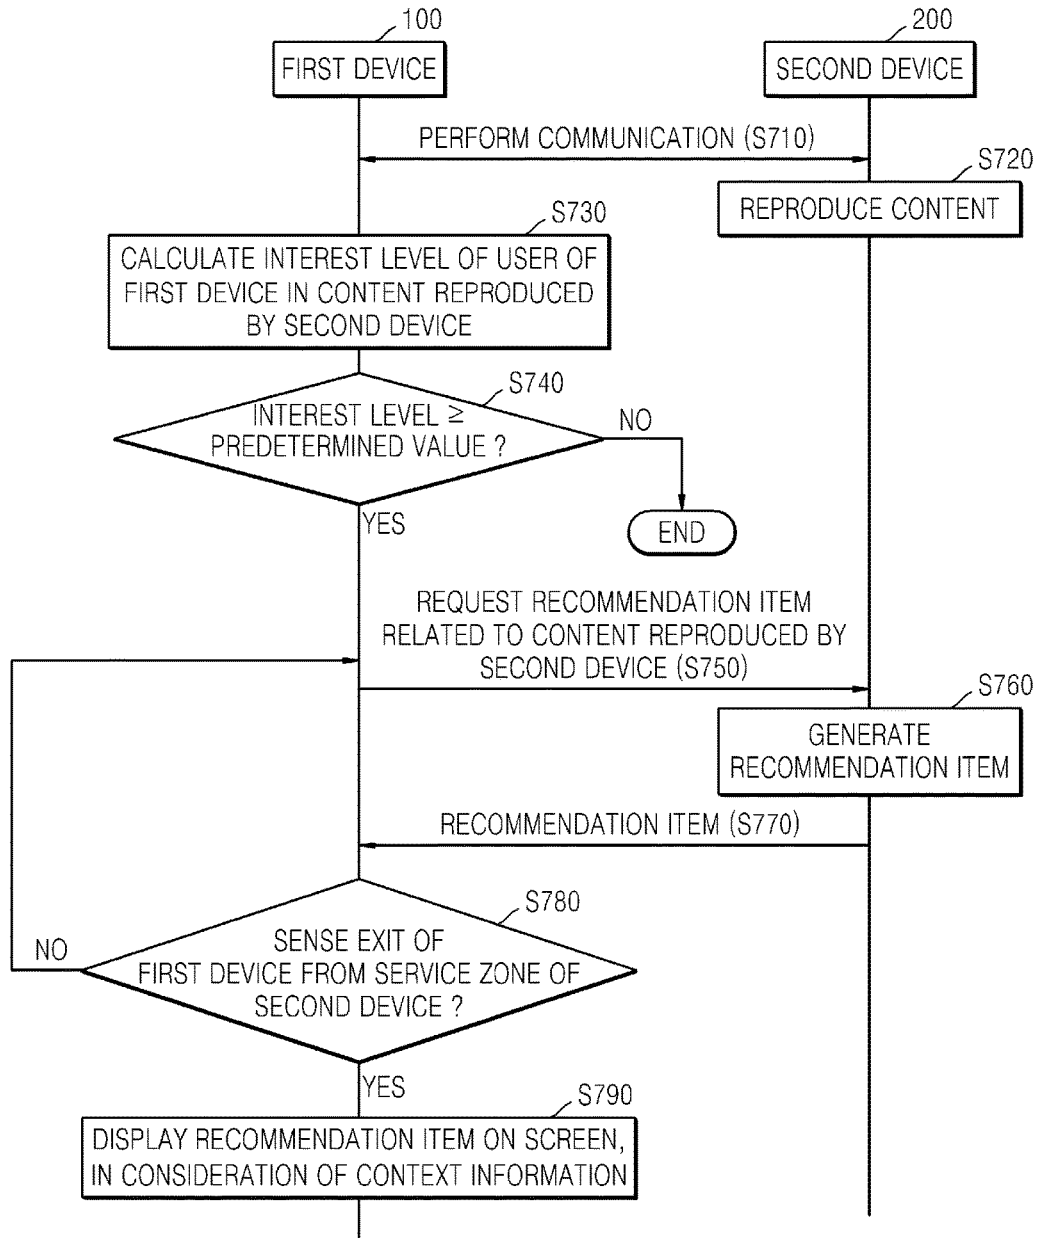 100
200
FIRST DEVICE
SECOND DEVICE
PERFORM COMMUNICATION (S710)
S720
REPRODUCE CONTENT
S730
CALCULATE INTEREST LEVEL OF USER OF
FIRST DEVICE IN CONTENT REPRODUCED
BY SECOND DEVICE
S740
INTEREST LEVEL ≥
PREDETERMINED VALUE ?
NO
YES
END
REQUEST RECOMMENDATION ITEM
RELATED TO CONTENT REPRODUCED BY
SECOND DEVICE (S750)
S760
GENERATE
RECOMMENDATION ITEM
RECOMMENDATION ITEM (S770)
S780
SENSE EXIT OF
FIRST DEVICE FROM SERVICE ZONE OF
SECOND DEVICE ?
NO
YES
S790
DISPLAY RECOMMENDATION ITEM ON SCREEN,
IN CONSIDERATION OF CONTEXT INFORMATION